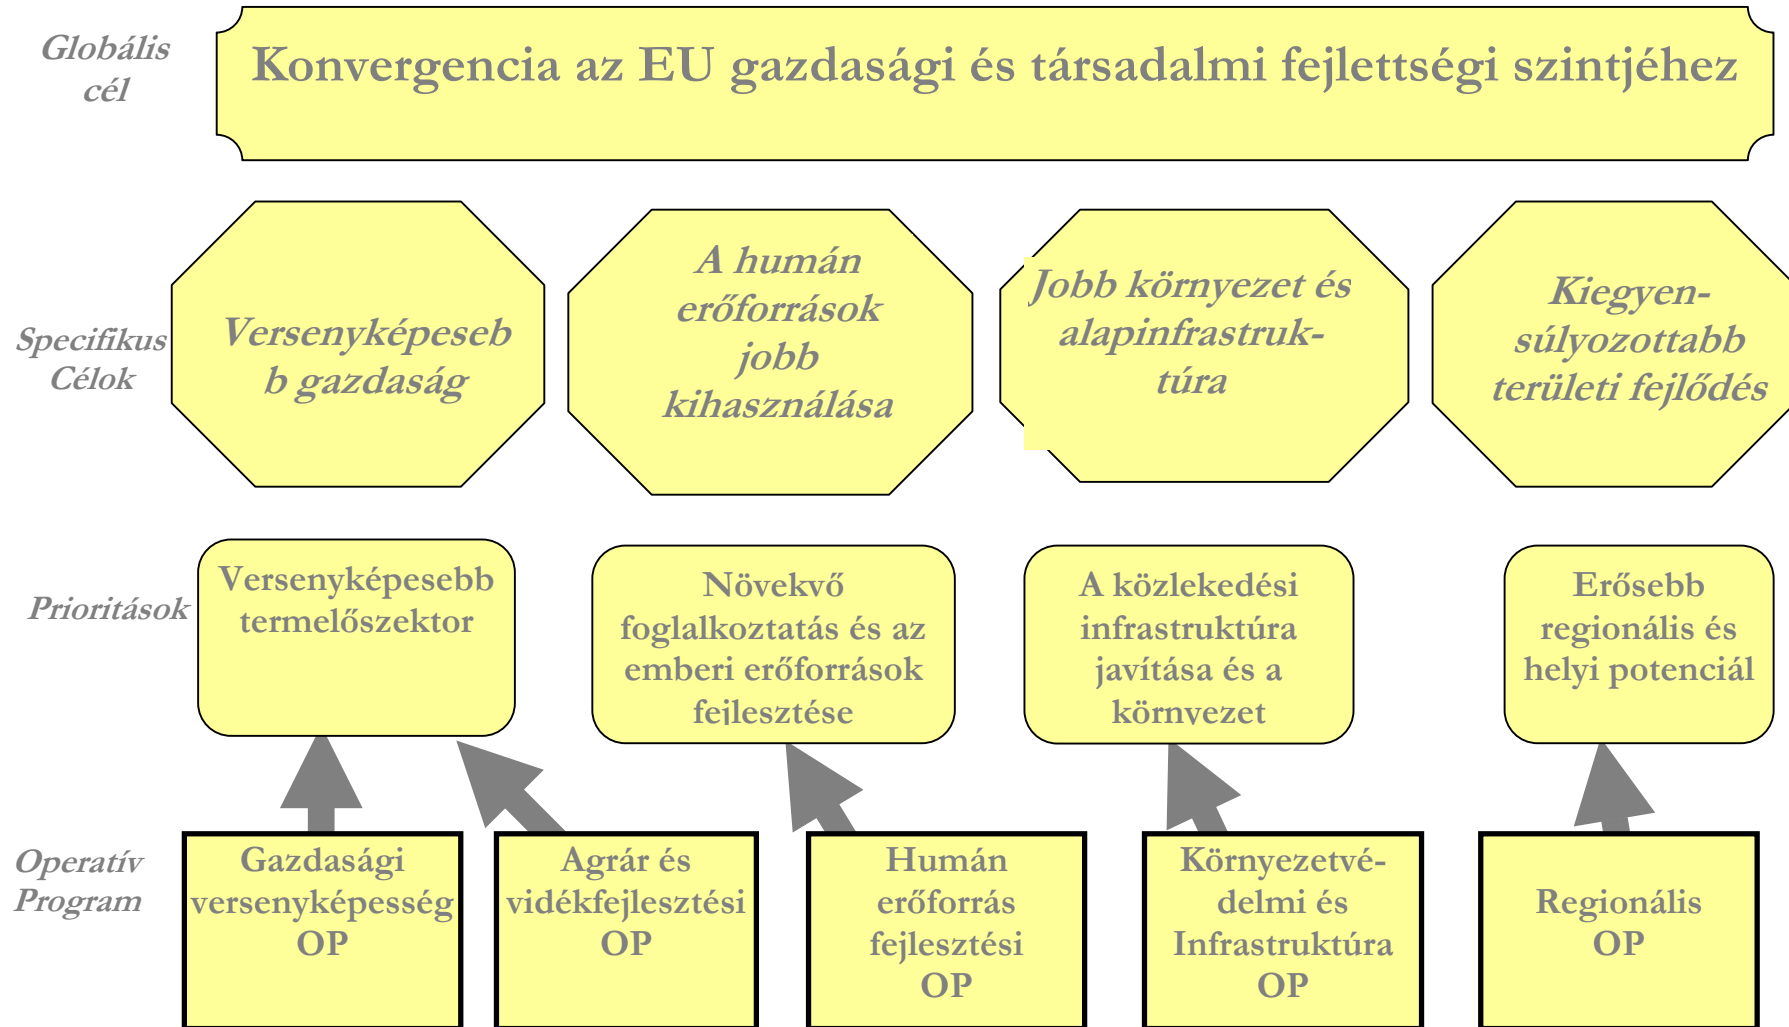 Globális
cél
Konvergencia az EU gazdasági és társadalmi fejlettségi szintjéhez
Specifikus
Célok
Versenyképeseb
b gazdaság
A humán
erőforrások
jobb
kihasználása
Jobb környezet és
alapinfrastruk-
túra
Kiegyen-
súlyozottabb
területi fejlődés
Prioritások
Versenyképesebb
termelőszektor
Növekvő
foglalkoztatás és az
emberi erőforrások
fejlesztése
A közlekedési
infrastruktúra
javítása és a
környezet
Erősebb
regionális és
helyi potenciál
Operatív
Program
Gazdasági
versenyképesség
OP
Agrár és
vidékfejlesztési
OP
Humán
erőforrás
fejlesztési
OP
Környezetvé-
delmi és
Infrastruktúra
OP
Regionális
OP